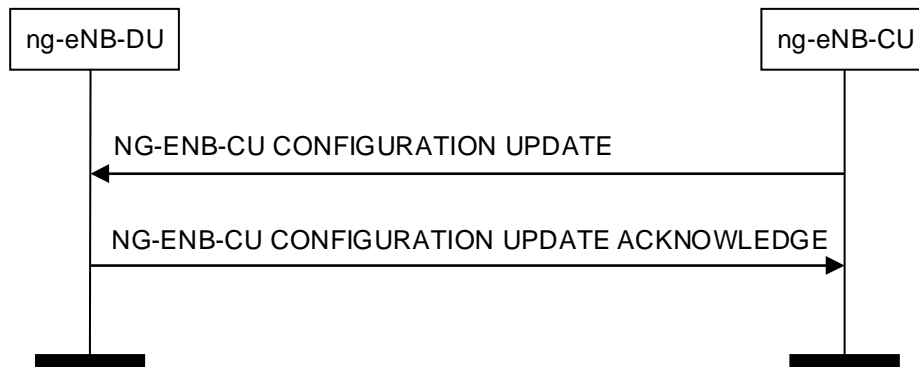 ng-eNB-DU
ng-eNB-CU
NG-ENB-CU CONFIGURATION UPDATE
NG-ENB-CU CONFIGURATION UPDATE ACKNOWLEDGE